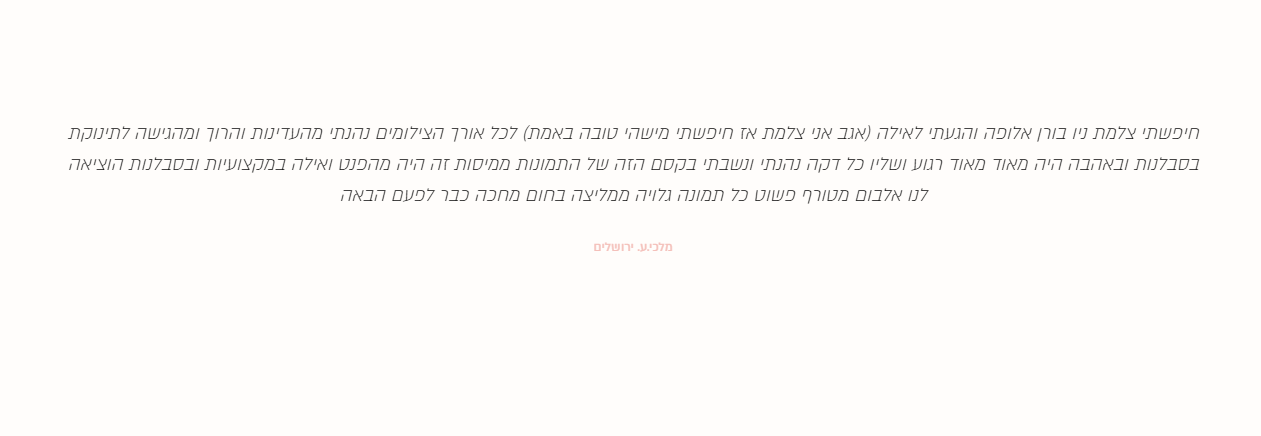 חיפשתי צלמת ניו בורן אלופה והגעתי לאילה (אגב אני צלמת אז חיפשתי מישהי טובה באמת) לכל אורך הצילומים נהנתי מהעדינות והרוך ומהגישה לתינוקת
בסבלנות ובאהבה היה מאוד מאוד רגוע ושליו כל דקה נהנתי ונשבתי בקסם הזה של התמונות ממיסות זה היה מהפנט ואילה במקצועיות ובסבלנות הוציאה
לנו אלבום מטורף פשוט כל תמונה גלויה ממליצה בחום מחכה כבר לפעם הבאה
מלכי.ע. ירושלים